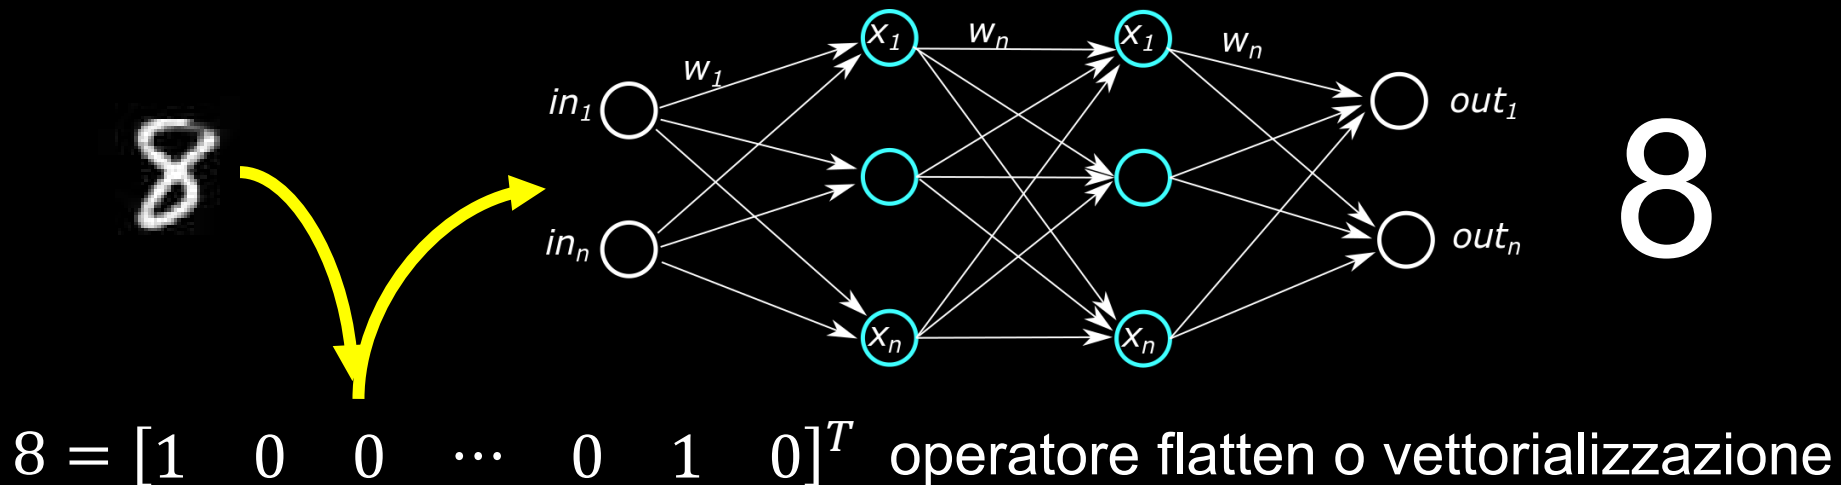 8
w₁
in₁
inₙ
x₁
xₙ
wₙ
x₁
xₙ
wₙ
out₁
outₙ
8
8 = [1 0 0 ⋯ 0 1 0]ᵀ operatore flatten o vettorializzazione